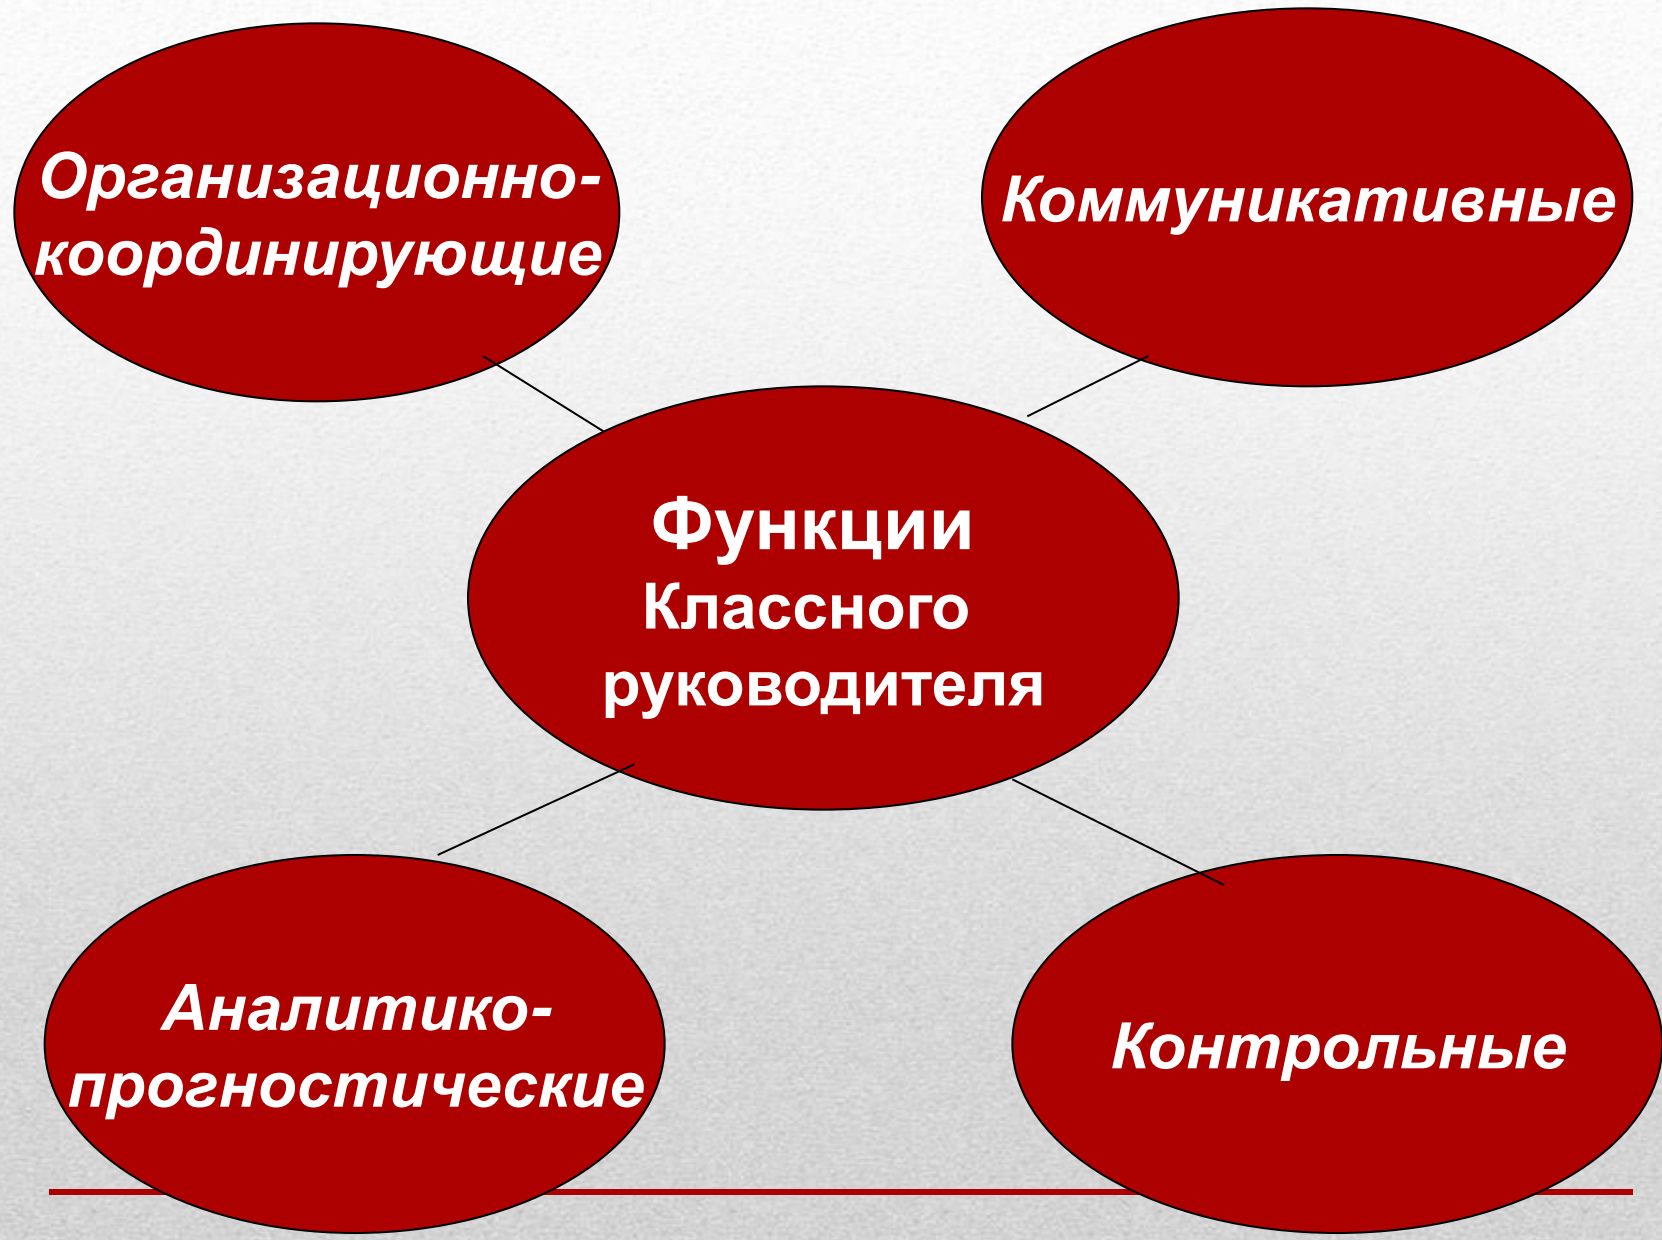 Организационно-
координирующие
Коммуникативные
Функции
Классного
руководителя
Аналитико-
прогностические
Контрольные